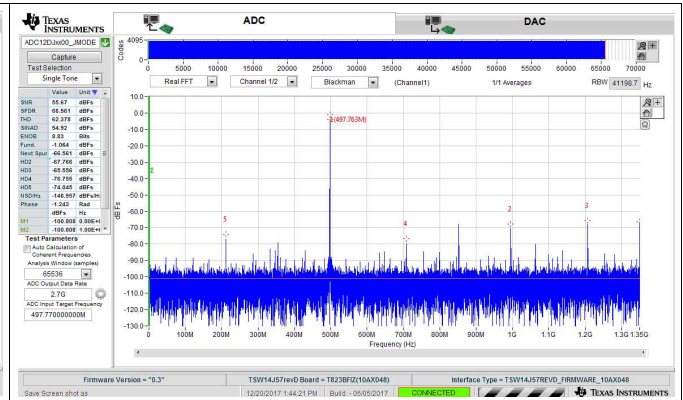 TEXAS
INSTRUMENTS
ADC
DAC
ADC12DJxx00_JMODE
Capture
Test Selection
Single Tone
Codes
4095
0
0 5000 10000 15000 20000 25000 30000 35000 40000 45000 50000 55000 60000 65000 70000
Real FFT
Channel 1/2
Blackman
(Channel1)
1/1 Averages
RBW 41198.7 Hz
Value Unit
SNR 55.67 dBFs
SFDR 66.561 dBFs
THD 62.378 dBFs
SINAD 54.92 dBFs
ENOB 8.83 Bits
Fund. -1.064 dBFs
Next Spur -66.561 dBFs
HD2 -67.766 dBFs
HD3 -65.556 dBFs
HD4 -76.755 dBFs
HD5 -74.045 dBFs
NSD/Hz -146.957 dBFs/H
Phase -1.243 Rad
dBFs Hz
M1 -100.808 0.00E+
M2 -100.808 1.00E+
Test Parameters
Auto Calculation of
Coherent Frequencies
Analysis Window (samples)
65536
ADC Output Data Rate
2.7G
ADC Input Target Frequency
497.770000000M
dB Fs
10.0
0.0
-10.0
-20.0
-30.0
-40.0
-50.0
-60.0
-70.0
-80.0
-90.0
-100.0
-110.0
-120.0
-130.0
(497.763M)
2
5
4
2
3
0 100M 200M 300M 400M 500M 600M 700M 800M 900M 1G 1.1G 1.2G 1.3G 1.35G
Frequency (Hz)
Firmware Version = "0.3"
TSW14J57revD Board = T823BFIZ(10AX048)
Interface Type = TSW14J57REVD_FIRMWARE_10AX048
Save Screen shot as
12/20/2017 1:44:21 PM
Build - 05/05/2017
CONNECTED
TEXAS INSTRUMENTS